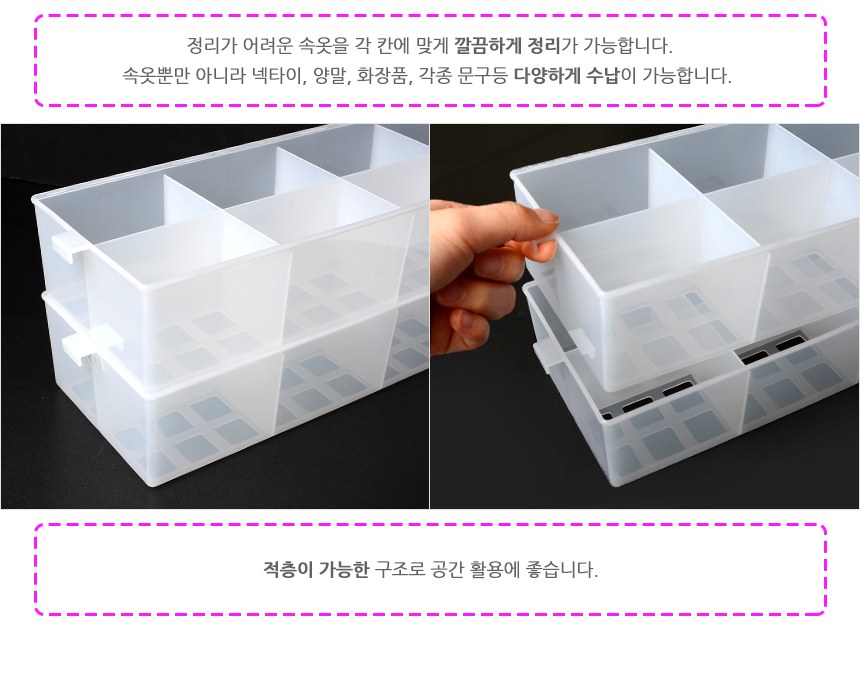 정리가 어려운 속옷을 각 칸에 맞게 깔끔하게 정리가 가능합니다.
속옷뿐만 아니라 넥타이, 양말, 화장품, 각종 문구등 다양하게 수납이 가능합니다.
적층이 가능한 구조로 공간 활용에 좋습니다.